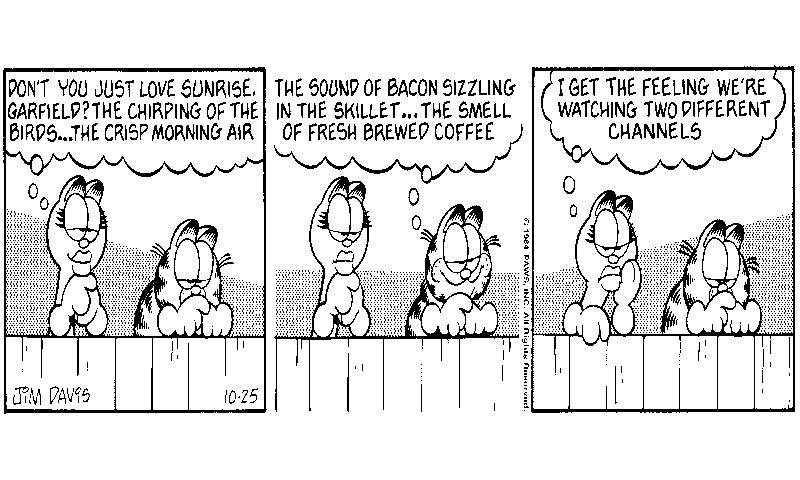 DON'T YOU JUST LOVE SUNRISE,
GARFIELD? THE CHIRPING OF THE
BIRDS...THE CRISP MORNING AIR
THE SOUND OF BACON SIZZLING
IN THE SKILLET...THE SMELL
OF FRESH BREWED COFFEE
I GET THE FEELING WE'RE
WATCHING TWO DIFFERENT
CHANNELS
JIM DAVIS
10-25
© 1984 PAWS, INC. All Rights Reserved.